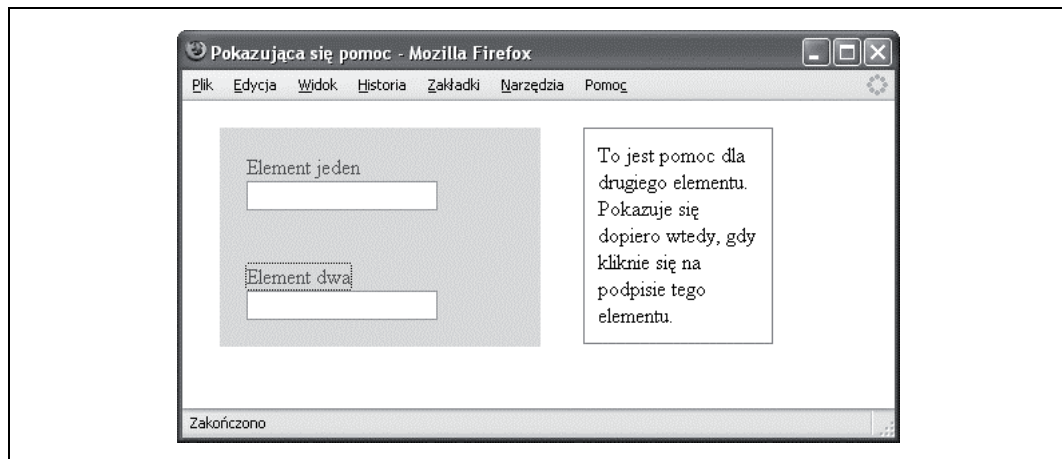 Pokazująca się pomoc - Mozilla Firefox
Plik Edycja Widok Historia Zakładki Narzędzia Pomoc
Element jeden
Element dwa
To jest pomoc dla
drugiego elementu.
Pokazuje się
dopiero wtedy, gdy
kliknie się na
podpisie tego
elementu.
Zakończono